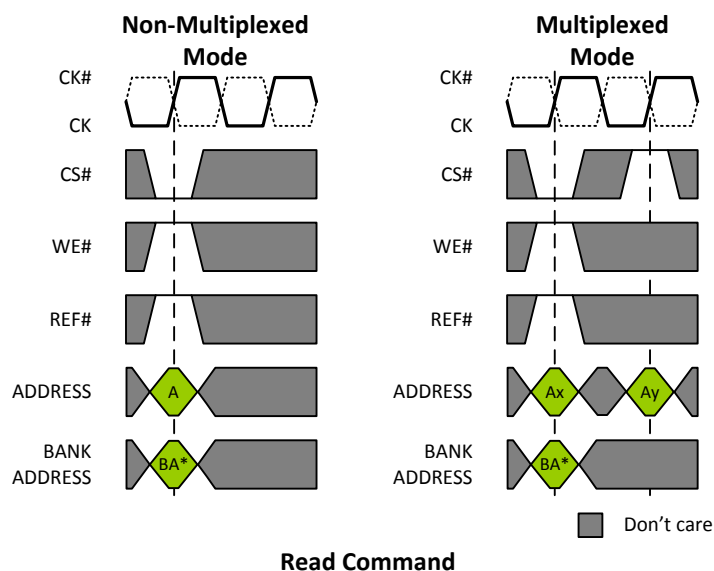 Non-Multiplexed
Mode
CK#
CK
CS#
WE#
REF#
ADDRESS
A
BANK
ADDRESS
BA*
Multiplexed
Mode
CK#
CK
CS#
WE#
REF#
ADDRESS
Ax
Ay
BANK
ADDRESS
BA*
Don't care
Read Command